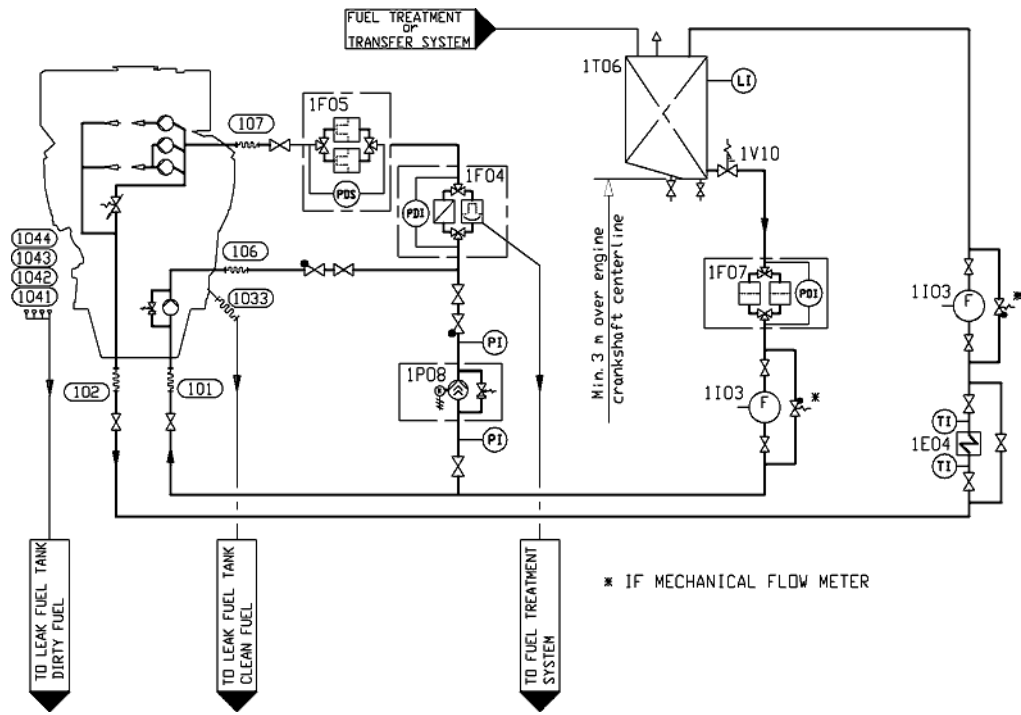 FUEL TREATMENT
or
TRANSFER SYSTEM
1T06
LI
107
1F05
PDS
1F04
PDI
1V10
1044
1043
1042
1041
106
1033
Min. 3 m over engine
crankshaft centerline
1F07
PDI
1I03
F
*
PI
1P08
PI
1I03
F
*
102
101
TI
1E04
TI
TO LEAK FUEL TANK
DIRTY FUEL
TO LEAK FUEL TANK
CLEAN FUEL
TO FUEL TREATMENT
SYSTEM
* IF MECHANICAL FLOW METER